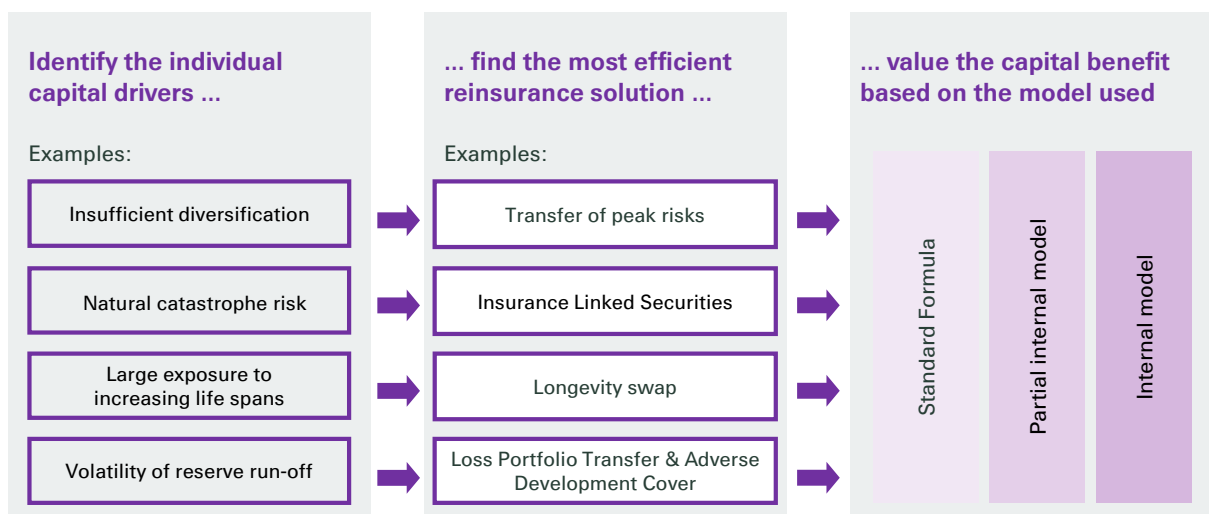 Identify the individual
capital drivers ...
Examples:
Insufficient diversification
Natural catastrophe risk
Large exposure to
increasing life spans
Volatility of reserve run-off
... find the most efficient
reinsurance solution ...
Examples:
Transfer of peak risks
Insurance Linked Securities
Longevity swap
Loss Portfolio Transfer & Adverse
Development Cover
... value the capital benefit
based on the model used
Standard Formula
Partial internal model
Internal model